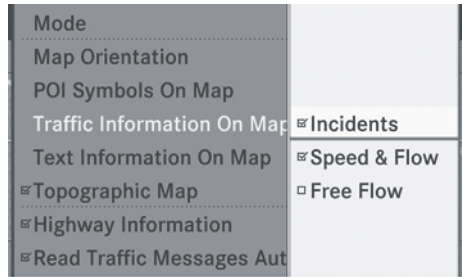 Mode
Map Orientation
POI Symbols On Map
Traffic Information On Map
Text Information On Map
Topographic Map
Highway Information
Read Traffic Messages Aut
Incidents
Speed & Flow
Free Flow